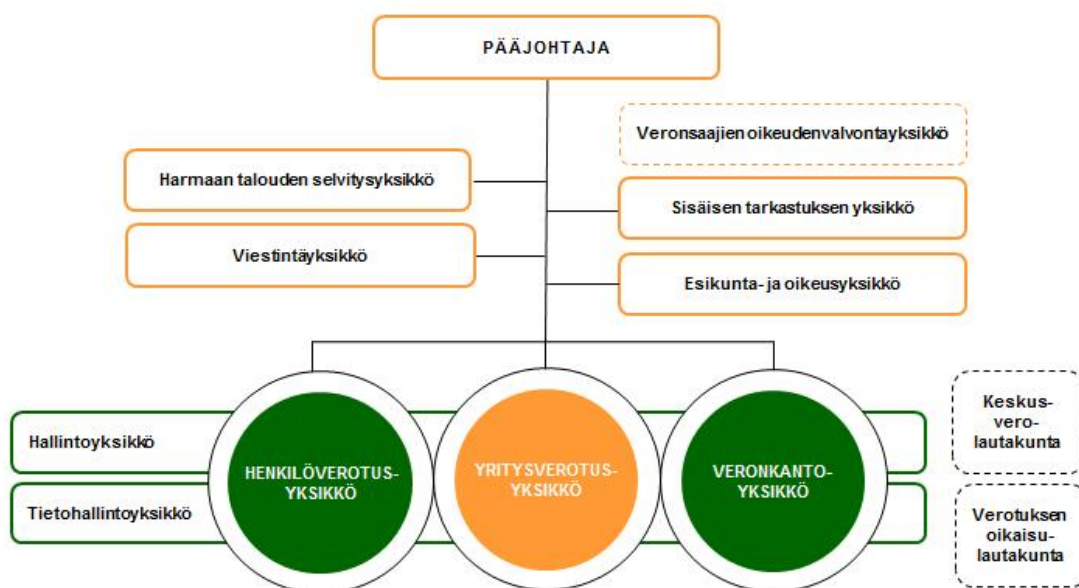 PÄÄJOHTAJA
Veronsaajien oikeudenvalvontayksikkö
Harmaan talouden selvitysyksikkö
Sisäisen tarkastuksen yksikkö
Viestintäyksikkö
Esikunta- ja oikeusyksikkö
Hallintoyksikkö
Tietohallintoyksikkö
HENKILÖVEROTUS-
YKSIKKÖ
YRITYSVEROTUS-
YKSIKKÖ
VERONKANTO-
YKSIKKÖ
Keskus-
vero-
lautakunta
Verotuksen
oikaisu-
lautakunta